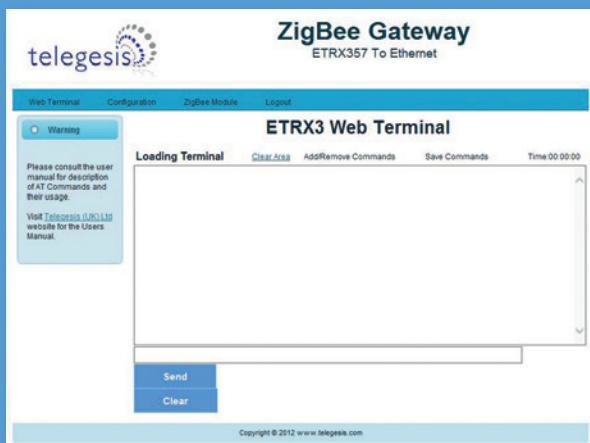 telegesis
ZigBee Gateway
ETRX357 To Ethernet
Web Terminal Configuration ZigBee Module Logout
Warning
Please consult the user
manual for description
of AT Commands and
their usage.
Visit Telegesis (UK) Ltd
website for the Users
Manual.
ETRX3 Web Terminal
Loading Terminal Clear Area Add/Remove Commands Save Commands Time:00:00:00
Send
Clear
Copyright © 2012 www.telegesis.com